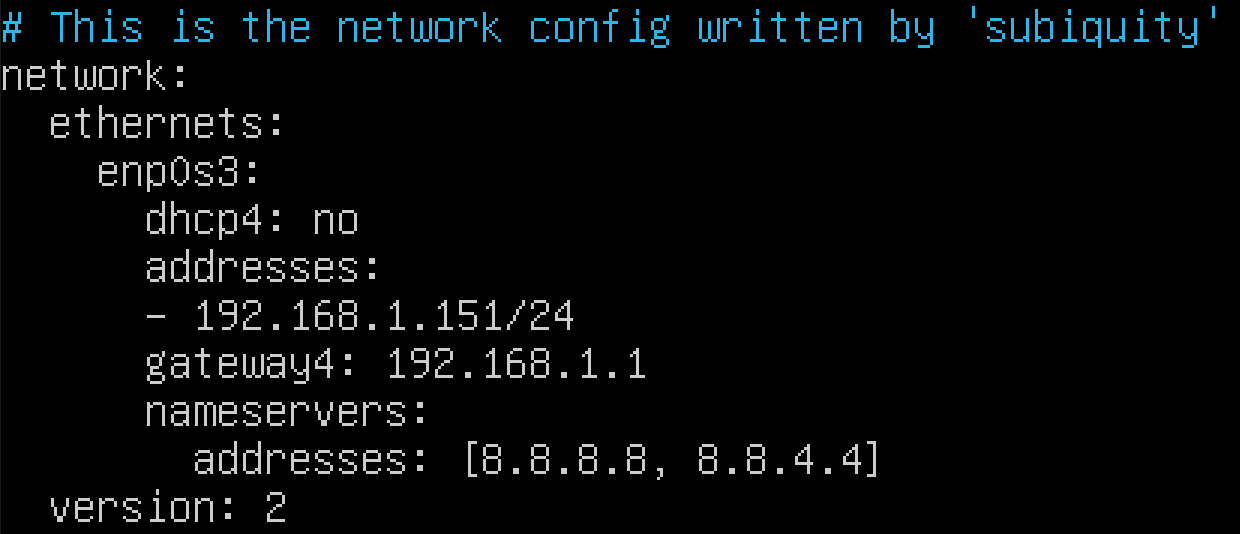 # This is the network config written by 'subiquity'
network:
  ethernets:
    enp0s3:
      dhcp4: no
      addresses:
      - 192.168.1.151/24
      gateway4: 192.168.1.1
      nameservers:
        addresses: [8.8.8.8, 8.8.4.4]
  version: 2